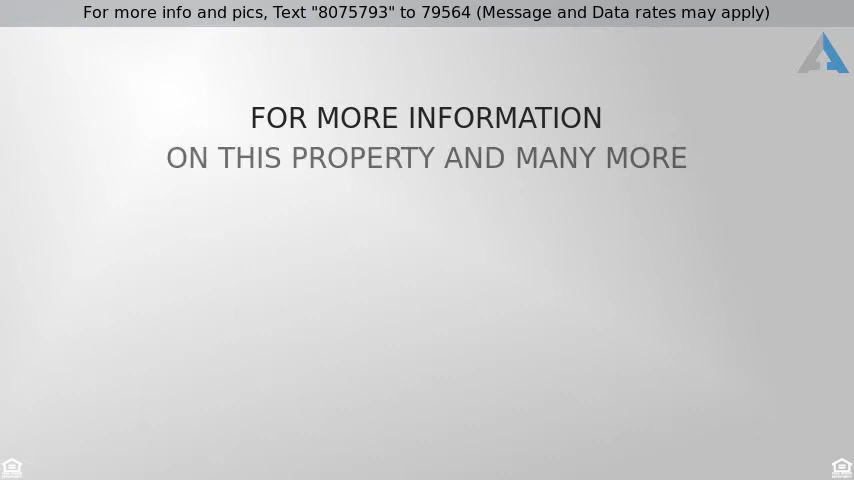 For more info and pics, Text "8075793" to 79564 (Message and Data rates may apply)
FOR MORE INFORMATION
ON THIS PROPERTY AND MANY MORE